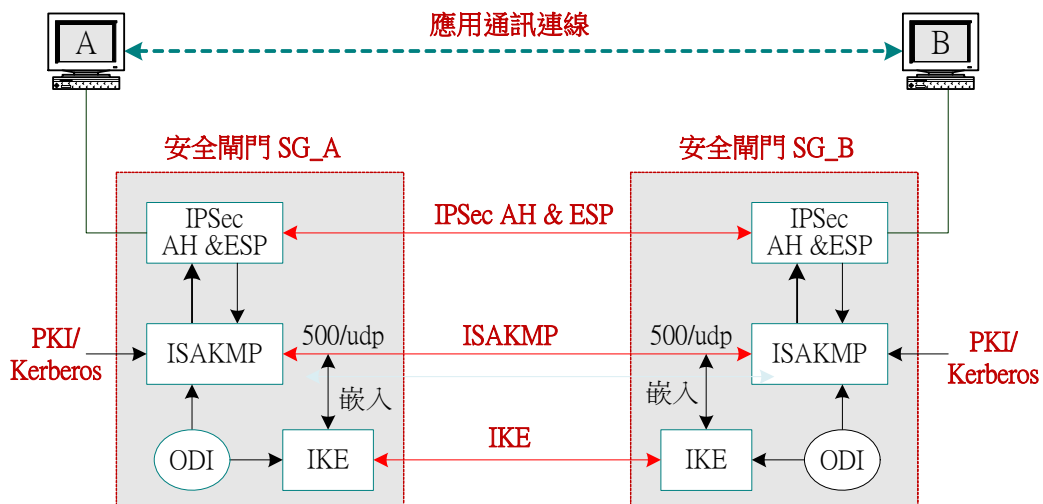 應用通訊連線
A
B
安全閘門 SG_A
安全閘門 SG_B
IPSec
AH &ESP
IPSec AH & ESP
IPSec
AH &ESP
PKI/
Kerberos
ISAKMP
500/udp
ISAKMP
500/udp
ISAKMP
PKI/
Kerberos
嵌入
嵌入
ODI
IKE
IKE
IKE
ODI